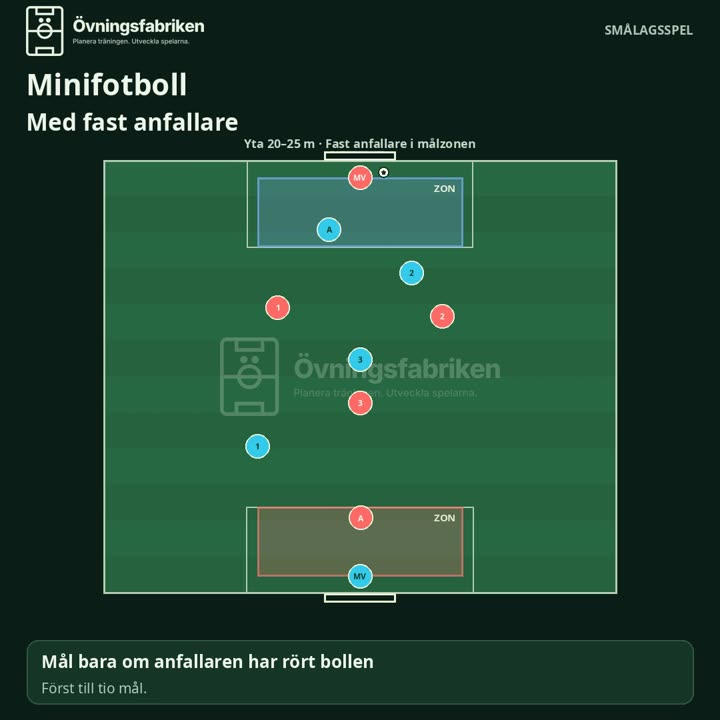 Övningsfabriken
Planera träningen. Utveckla spelarna.
SMÅLAGSSPEL
Minifotboll
Med fast anfallare
Yta 20–25 m · Fast anfallare i målzonen
MV
ZON
A
2
1
2
3
Övningsfabriken
Planera träningen. Utveckla spelarna.
3
1
A
ZON
MV
Mål bara om anfallaren har rört bollen
Först till tio mål.